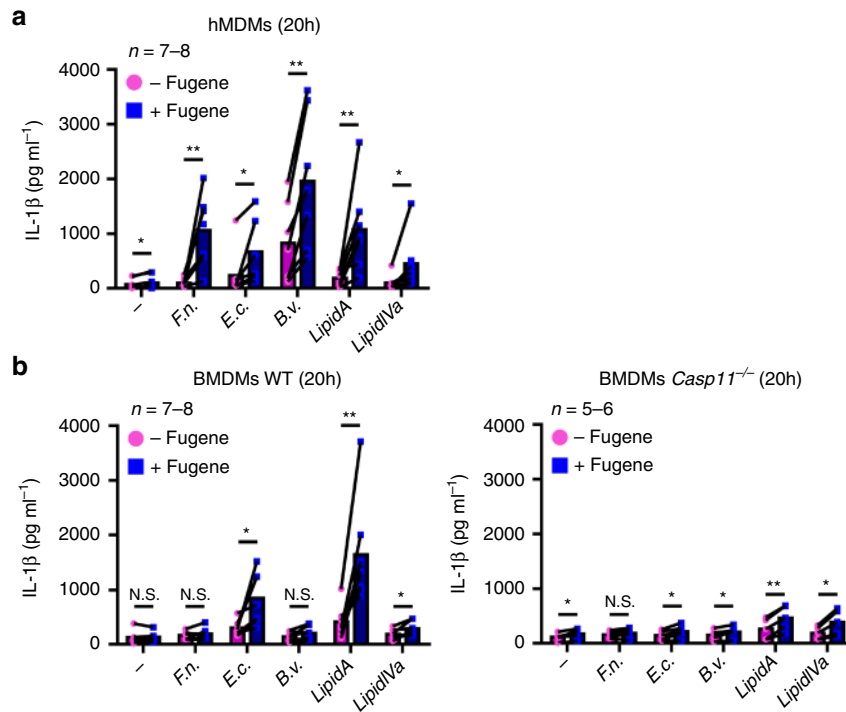 a
hMDMs (20h)
n = 7–8
– Fugene
+ Fugene
IL-1β (pg ml⁻¹)
4000
3000
2000
1000
0
*
**
*
**
**
*
–
F.n.
E.c.
B.v.
LipidA
LipidIVa
b
BMDMs WT (20h)
n = 7–8
– Fugene
+ Fugene
IL-1β (pg ml⁻¹)
4000
3000
2000
1000
0
N.S.
N.S.
*
N.S.
**
*
–
F.n.
E.c.
B.v.
LipidA
LipidIVa
BMDMs Casp11⁻/⁻ (20h)
n = 5–6
– Fugene
+ Fugene
IL-1β (pg ml⁻¹)
4000
3000
2000
1000
0
*
N.S.
*
*
**
*
–
F.n.
E.c.
B.v.
LipidA
LipidIVa